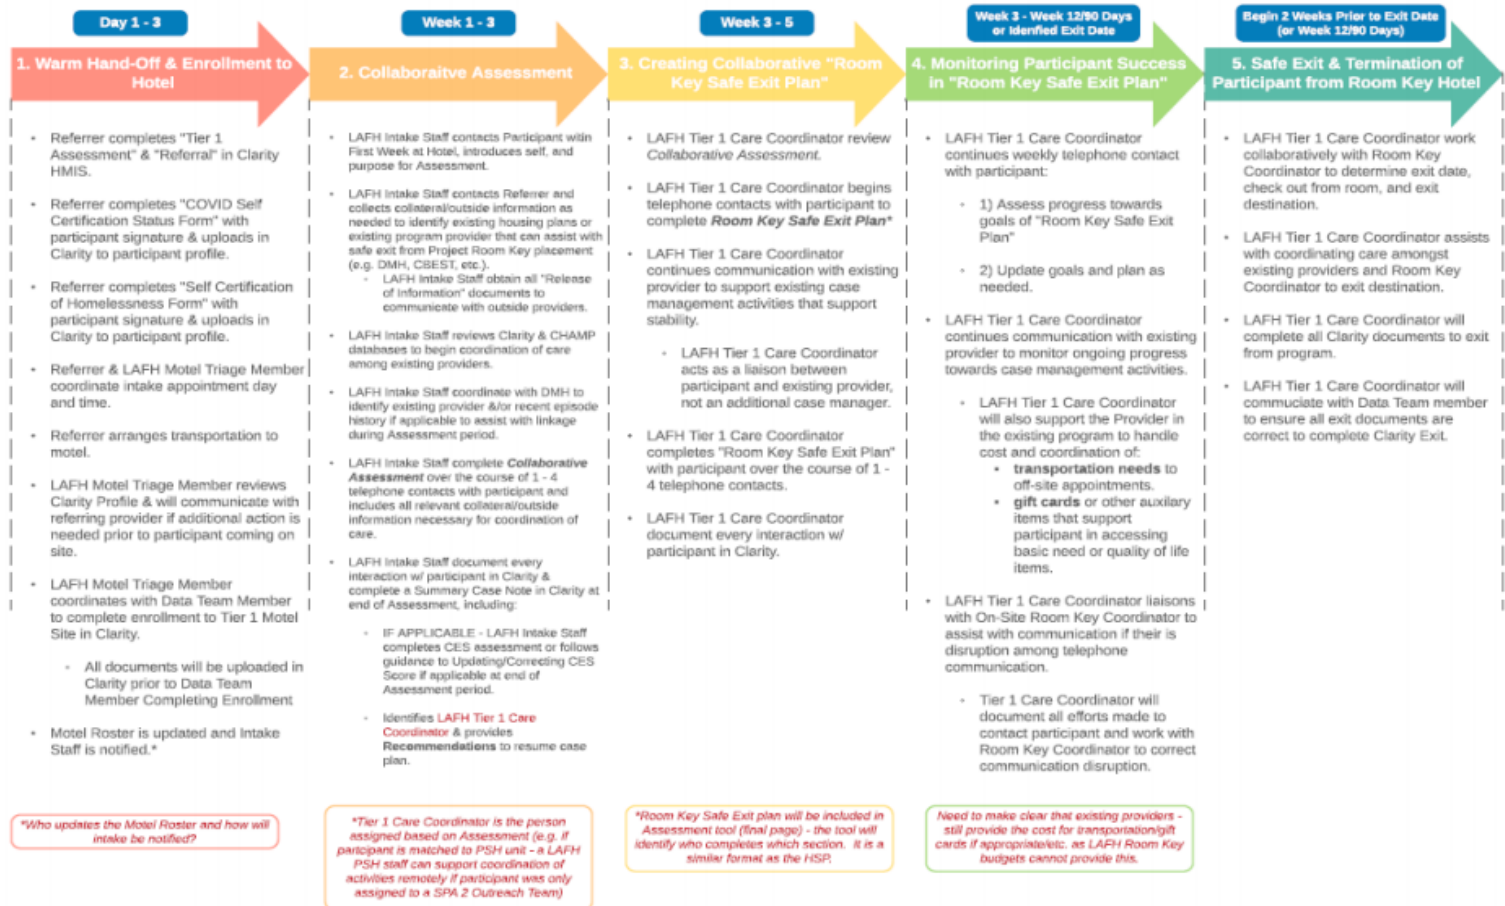 Day 1 - 3
1. Warm Hand-Off & Enrollment to
Hotel
• Referrer completes "Tier 1
Assessment" & "Referral" in Clarity
HMIS.
• Referrer completes "COVID Self
Certification Status Form" with
participant signature & uploads in
Clarity to participant profile.
• Referrer completes "Self Certification
of Homelessness Form" with
participant signature & uploads in
Clarity to participant profile.
• Referrer & LAFH Motel Triage Member
coordinate intake appointment day
and time.
• Referrer arranges transportation to
motel.
• LAFH Motel Triage Member reviews
Clarity Profile & will communicate with
referring provider if additional action is
needed prior to participant coming on
site.
• LAFH Motel Triage Member
coordinates with Data Team Member
to complete enrollment to Tier 1 Motel
Site in Clarity.
◦ All documents will be uploaded in
Clarity prior to Data Team
Member Completing Enrollment
• Motel Roster is updated and Intake
Staff is notified.*
*Who updates the Motel Roster and how will
intake be notified?
Week 1 - 3
2. Collaboraitve Assessment
• LAFH Intake Staff contacts Participant witin
First Week at Hotel, introduces self, and
purpose for Assessment.
• LAFH Intake Staff contacts Referrer and
collects collateral/outside information as
needed to identify existing housing plans or
existing program provider that can assist with
safe exit from Project Room Key placement
(e.g. DMH, CBEST, etc.).
◦ LAFH Intake Staff obtain all "Release
of Information" documents to
communicate with outside providers.
• LAFH Intake Staff reviews Clarity & CHAMP
databases to begin coordination of care
among existing providers.
• LAFH Intake Staff coordinate with DMH to
identify existing provider &/or recent episode
history if applicable to assist with linkage
during Assessment period.
• LAFH Intake Staff complete Collaborative
Assessment over the course of 1 - 4
telephone contacts with participant and
includes all relevant collateral/outside
information necessary for coordination of
care.
• LAFH Intake Staff document every
interaction w/ participant in Clarity &
complete a Summary Case Note in Clarity at
end of Assessment, including:
◦ IF APPLICABLE - LAFH Intake Staff
completes CES assessment or follows
guidance to Updating/Correcting CES
Score if applicable at end of
Assessment period.
◦ Identifies LAFH Tier 1 Care
Coordinator & provides
Recommendations to resume case
plan.
*Tier 1 Care Coordinator is the person
assigned based on Assessment (e.g. if
partcipant is matched to PSH unit - a LAFH
PSH staff can support coordination of
activities remotely if participant was only
assigned to a SPA 2 Outreach Team)
Week 3 - 5
3. Creating Collaborative "Room
Key Safe Exit Plan"
• LAFH Tier 1 Care Coordinator review
Collaborative Assessment.
• LAFH Tier 1 Care Coordinator begins
telephone contacts with participant to
complete Room Key Safe Exit Plan*
• LAFH Tier 1 Care Coordinator
continues communication with existing
provider to support existing case
management activities that support
stability.
◦ LAFH Tier 1 Care Coordinator
acts as a liaison between
participant and existing provider,
not an additional case manager.
• LAFH Tier 1 Care Coordinator
completes "Room Key Safe Exit Plan"
with participant over the course of 1 -
4 telephone contacts.
• LAFH Tier 1 Care Coordinator
document every interaction w/
participant in Clarity.
*Room Key Safe Exit plan will be included in
Assessment tool (final page) - the tool will
identify who completes which section. It is a
similar format as the HSP.
Week 3 - Week 12/90 Days
or Idenfied Exit Date
4. Monitoring Participant Success
in "Room Key Safe Exit Plan"
• LAFH Tier 1 Care Coordinator
continues weekly telephone contact
with participant:
◦ 1) Assess progress towards
goals of "Room Key Safe Exit
Plan"
◦ 2) Update goals and plan as
needed.
• LAFH Tier 1 Care Coordinator
continues communication with existing
provider to monitor ongoing progress
towards case management activities.
◦ LAFH Tier 1 Care Coordinator
will also support the Provider in
the existing program to handle
cost and coordination of:
▪ transportation needs to
off-site appointments.
▪ gift cards or other auxilary
items that support
participant in accessing
basic need or quality of life
items.
• LAFH Tier 1 Care Coordinator liaisons
with On-Site Room Key Coordinator to
assist with communication if their is
disruption among telephone
communication.
◦ Tier 1 Care Coordinator will
document all efforts made to
contact participant and work with
Room Key Coordinator to correct
communication disruption.
Need to make clear that existing providers -
still provide the cost for transportation/gift
cards if appropriate/etc. as LAFH Room Key
budgets cannot provide this.
Begin 2 Weeks Prior to Exit Date
(or Week 12/90 Days)
5. Safe Exit & Termination of
Participant from Room Key Hotel
• LAFH Tier 1 Care Coordinator work
collaboratively with Room Key
Coordinator to determine exit date,
check out from room, and exit
destination.
• LAFH Tier 1 Care Coordinator assists
with coordinating care amongst
existing providers and Room Key
Coordinator to exit destination.
• LAFH Tier 1 Care Coordinator will
complete all Clarity documents to exit
from program.
• LAFH Tier 1 Care Coordinator will
commuciate with Data Team member
to ensure all exit documents are
correct to complete Clarity Exit.